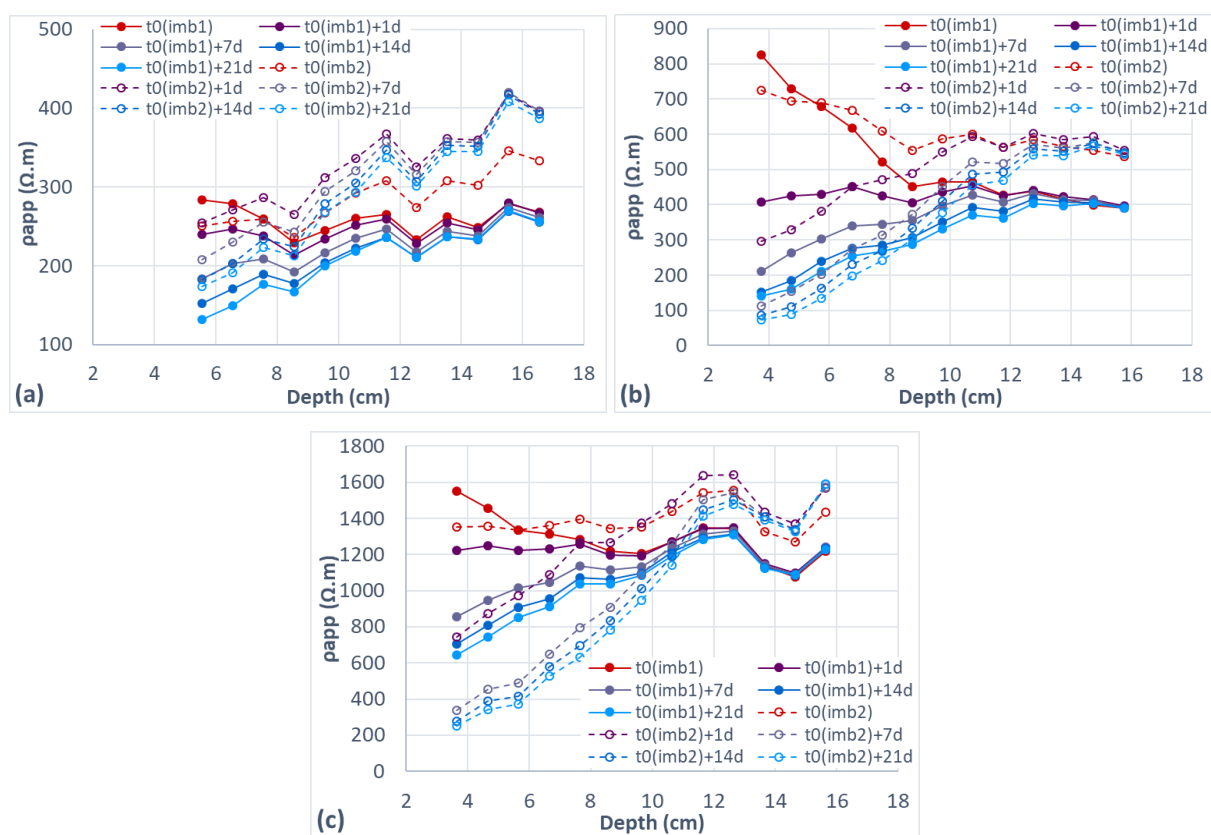 500
400
300
200
100
ρapp (Ω.m)
t0(imb1)
t0(imb1)+1d
t0(imb1)+7d
t0(imb1)+14d
t0(imb1)+21d
t0(imb2)
t0(imb2)+1d
t0(imb2)+7d
t0(imb2)+14d
t0(imb2)+21d
2 4 6 8 10 12 14 16 18
(a)
Depth (cm)
900
800
700
600
500
400
300
200
100
0
ρapp (Ω.m)
t0(imb1)
t0(imb1)+1d
t0(imb1)+7d
t0(imb1)+14d
t0(imb1)+21d
t0(imb2)
t0(imb2)+1d
t0(imb2)+7d
t0(imb2)+14d
t0(imb2)+21d
2 4 6 8 10 12 14 16 18
(b)
Depth (cm)
1800
1600
1400
1200
1000
800
600
400
200
0
ρapp (Ω.m)
t0(imb1)
t0(imb1)+1d
t0(imb1)+7d
t0(imb1)+14d
t0(imb1)+21d
t0(imb2)
t0(imb2)+1d
t0(imb2)+7d
t0(imb2)+14d
t0(imb2)+21d
2 4 6 8 10 12 14 16 18
(c)
Depth (cm)